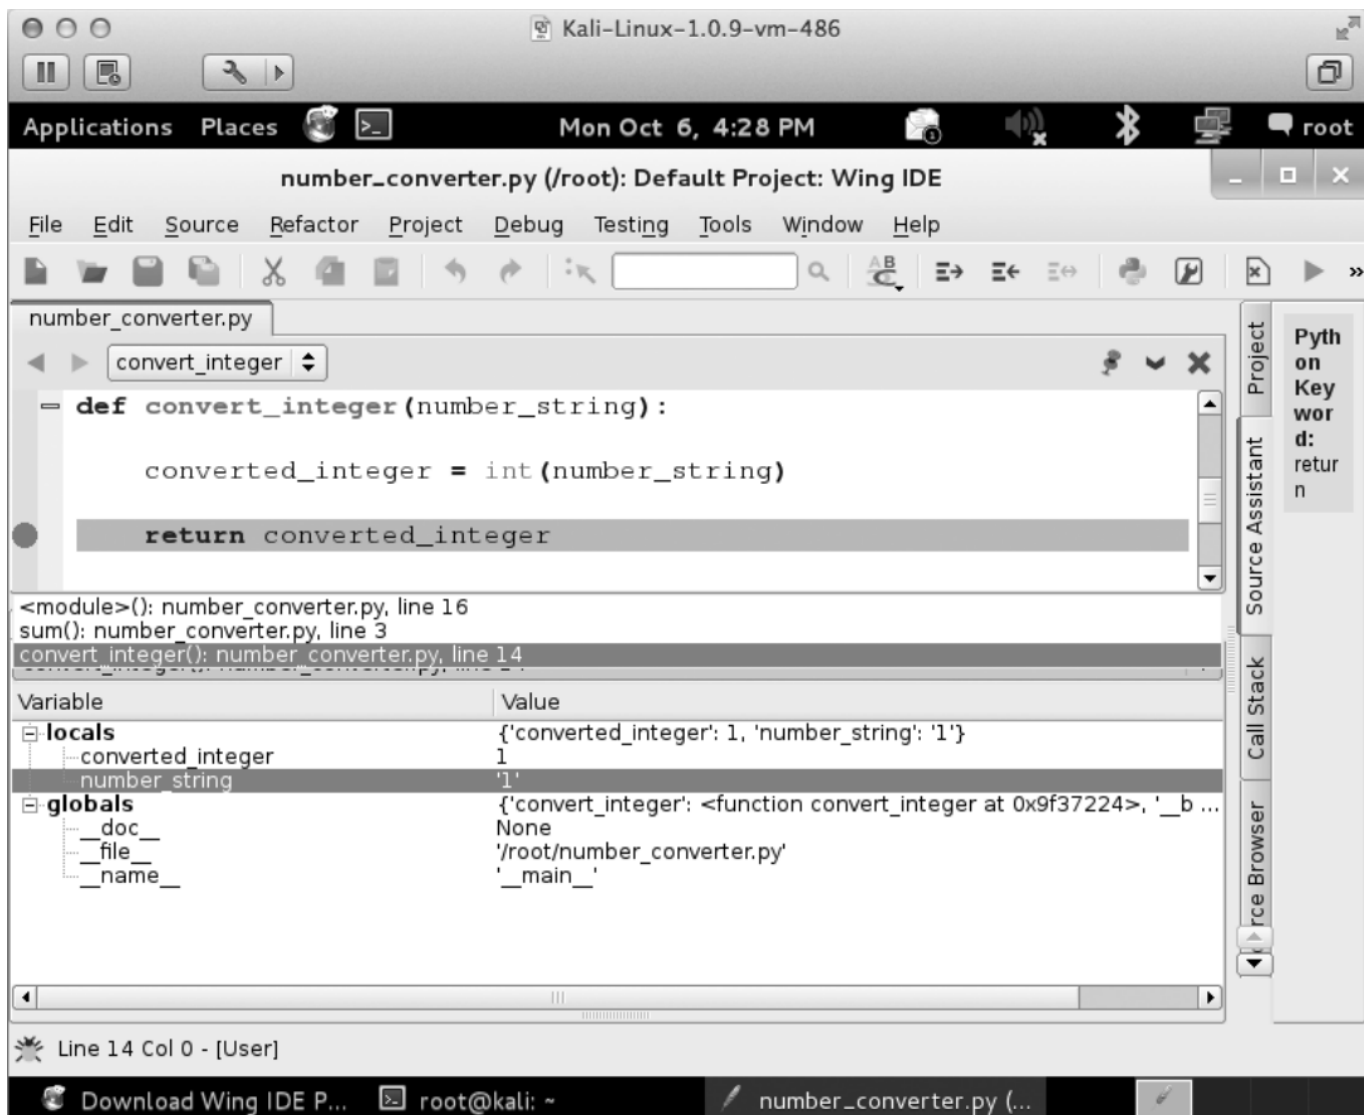 Kali-Linux-1.0.9-vm-486
Applications Places Mon Oct 6, 4:28 PM root
number_converter.py (/root): Default Project: Wing IDE
File Edit Source Refactor Project Debug Testing Tools Window Help
number_converter.py
convert_integer
def convert_integer(number_string):
converted_integer = int(number_string)
return converted_integer
<module>(): number_converter.py, line 16
sum(): number_converter.py, line 3
convert_integer(): number_converter.py, line 14
Variable Value
locals {'converted_integer': 1, 'number_string': '1'}
converted_integer 1
number_string '1'
globals {'convert_integer': <function convert_integer at 0x9f37224>, '__b ...
__doc__ None
__file__ '/root/number_converter.py'
__name__ '__main__'
Project
Source Assistant
Call Stack
rce Browser
Pyth
on
Key
wor
d:
retur
n
Line 14 Col 0 - [User]
Download Wing IDE P... root@kali: ~ number_converter.py (...